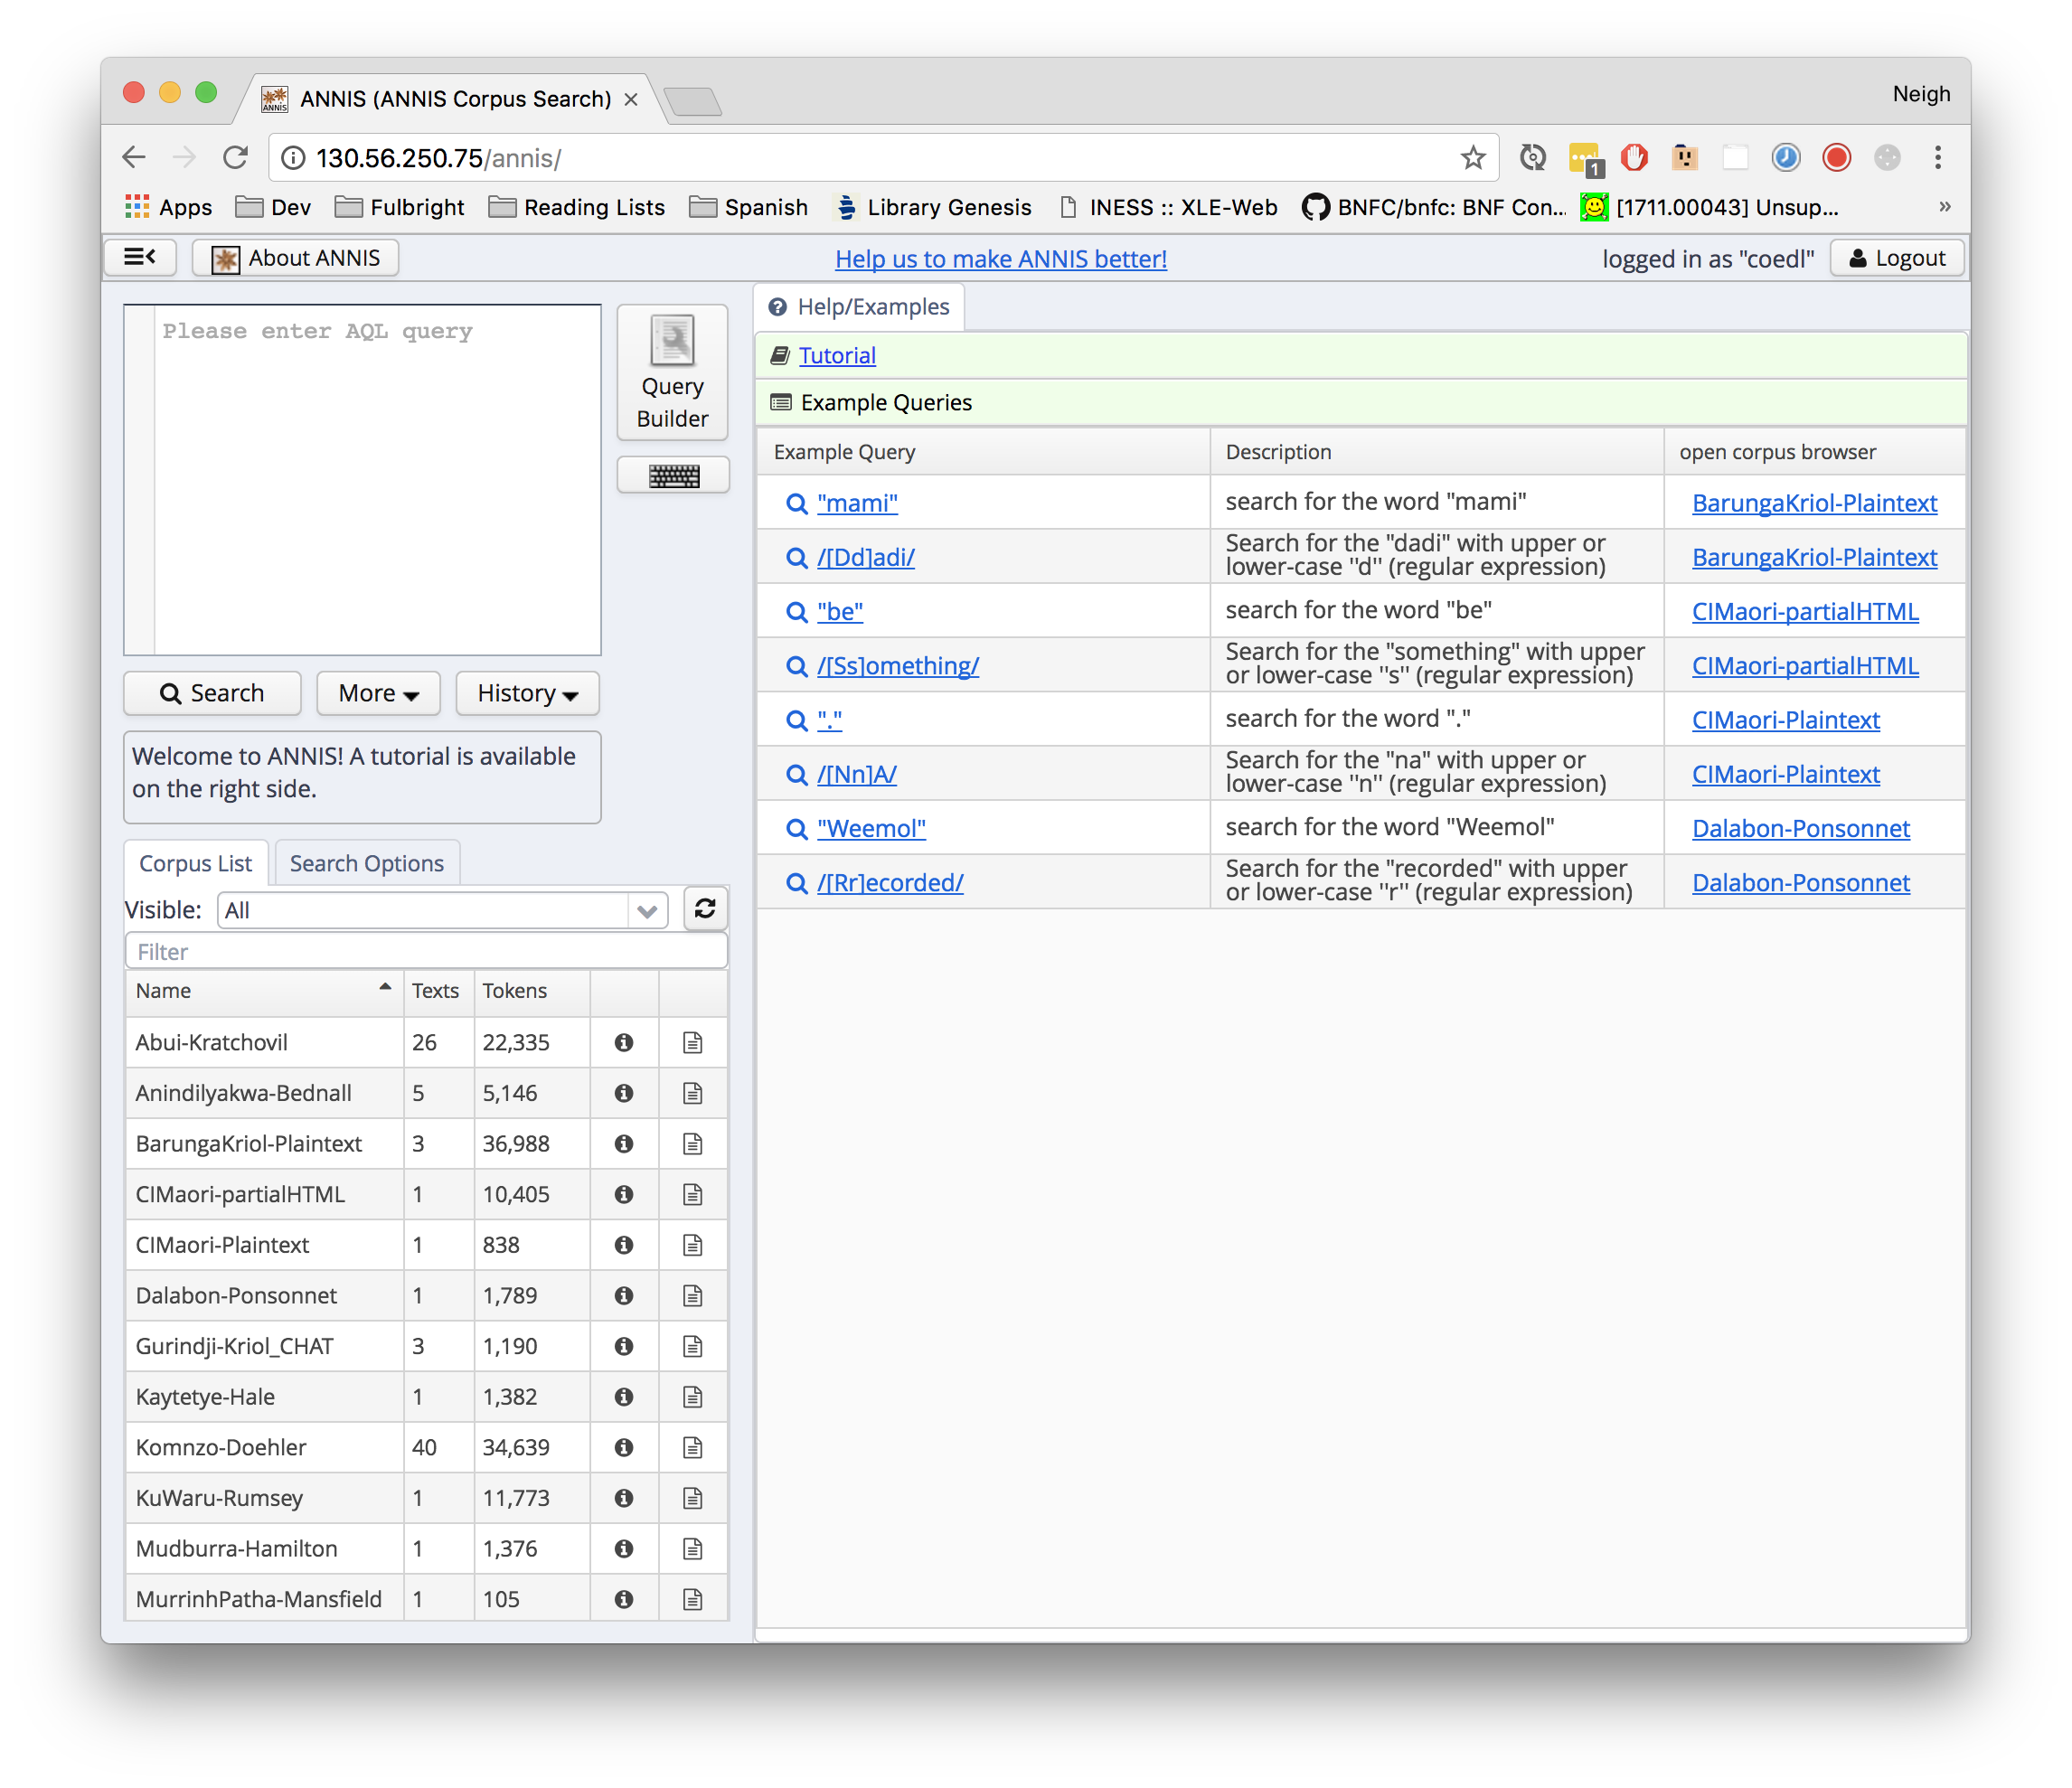 ANNIS (ANNIS Corpus Search)
Neigh
130.56.250.75/annis/
1
Apps Dev Fulbright Reading Lists Spanish Library Genesis INESS :: XLE-Web BNFC/bnfc: BNF Con... [1711.00043] Unsup... »
About ANNIS
Help us to make ANNIS better!
logged in as "coedl" Logout
Please enter AQL query
Query
Builder
Search More History
Welcome to ANNIS! A tutorial is available
on the right side.
Corpus List Search Options
Visible: All
Filter
Name Texts Tokens
Abui-Kratchovil 26 22,335
Anindilyakwa-Bednall 5 5,146
BarungaKriol-Plaintext 3 36,988
CIMaori-partialHTML 1 10,405
CIMaori-Plaintext 1 838
Dalabon-Ponsonnet 1 1,789
Gurindji-Kriol_CHAT 3 1,190
Kaytetye-Hale 1 1,382
Komnzo-Doehler 40 34,639
KuWaru-Rumsey 1 11,773
Mudburra-Hamilton 1 1,376
MurrinhPatha-Mansfield 1 105
Help/Examples
Tutorial
Example Queries
Example Query Description open corpus browser
"mami" search for the word "mami" BarungaKriol-Plaintext
/[Dd]adi/ Search for the "dadi" with upper or
lower-case ''d'' (regular expression) BarungaKriol-Plaintext
"be" search for the word "be" CIMaori-partialHTML
/[Ss]omething/ Search for the "something" with upper
or lower-case ''s'' (regular expression) CIMaori-partialHTML
"." search for the word "." CIMaori-Plaintext
/[Nn]A/ Search for the "na" with upper or
lower-case ''n'' (regular expression) CIMaori-Plaintext
"Weemol" search for the word "Weemol" Dalabon-Ponsonnet
/[Rr]ecorded/ Search for the "recorded" with upper
or lower-case ''r'' (regular expression) Dalabon-Ponsonnet